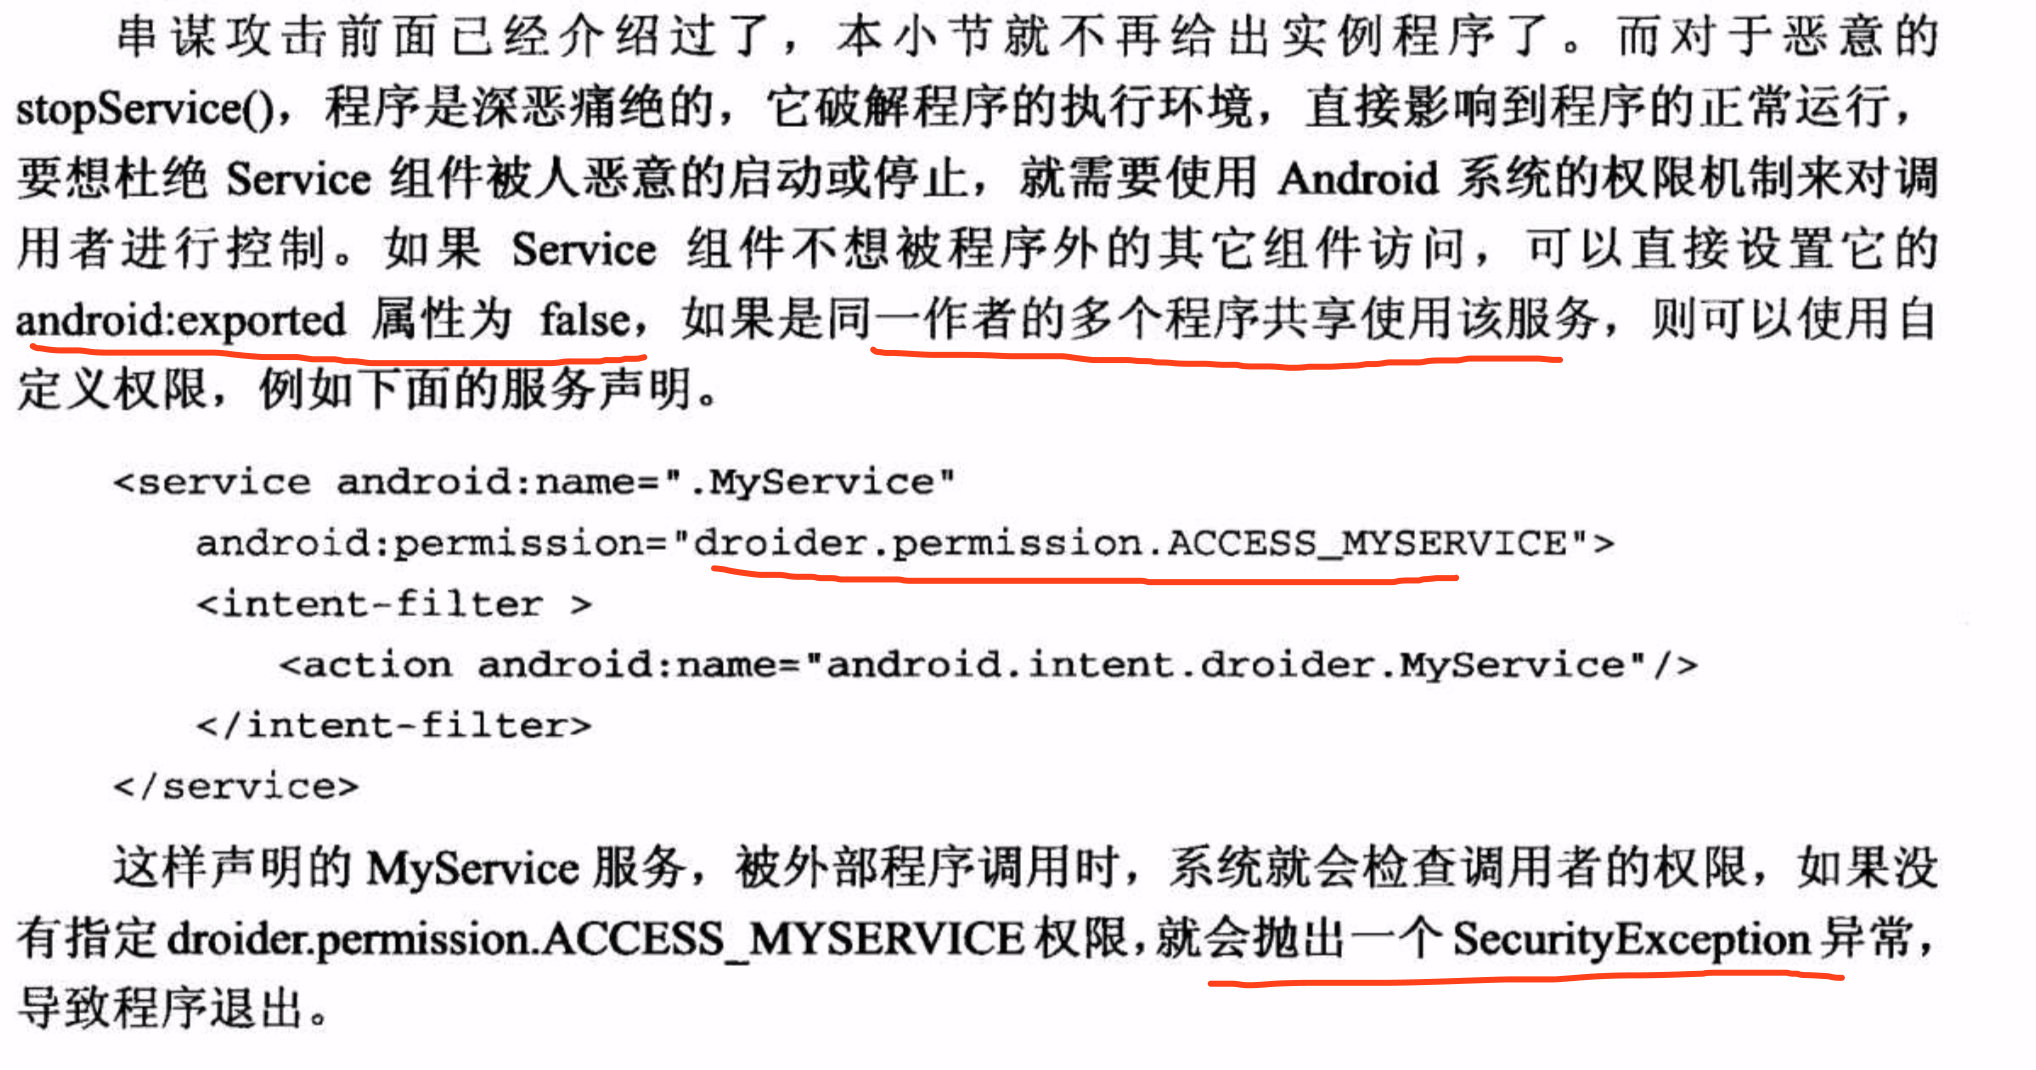 串谋攻击前面已经介绍过了，本小节就不再给出实例程序了。而对于恶意的
stopService()，程序是深恶痛绝的，它破解程序的执行环境，直接影响到程序的正常运行，
要想杜绝 Service 组件被人恶意的启动或停止，就需要使用 Android 系统的权限机制来对调
用者进行控制。如果 Service 组件不想被程序外的其它组件访问，可以直接设置它的
android:exported 属性为 false，如果是同一作者的多个程序共享使用该服务，则可以使用自
定义权限，例如下面的服务声明。
<service android:name=".MyService"
android:permission="droider.permission.ACCESS_MYSERVICE">
<intent-filter >
<action android:name="android.intent.droider.MyService"/>
</intent-filter>
</service>
这样声明的 MyService 服务，被外部程序调用时，系统就会检查调用者的权限，如果没
有指定 droider.permission.ACCESS_MYSERVICE 权限，就会抛出一个 SecurityException 异常，
导致程序退出。